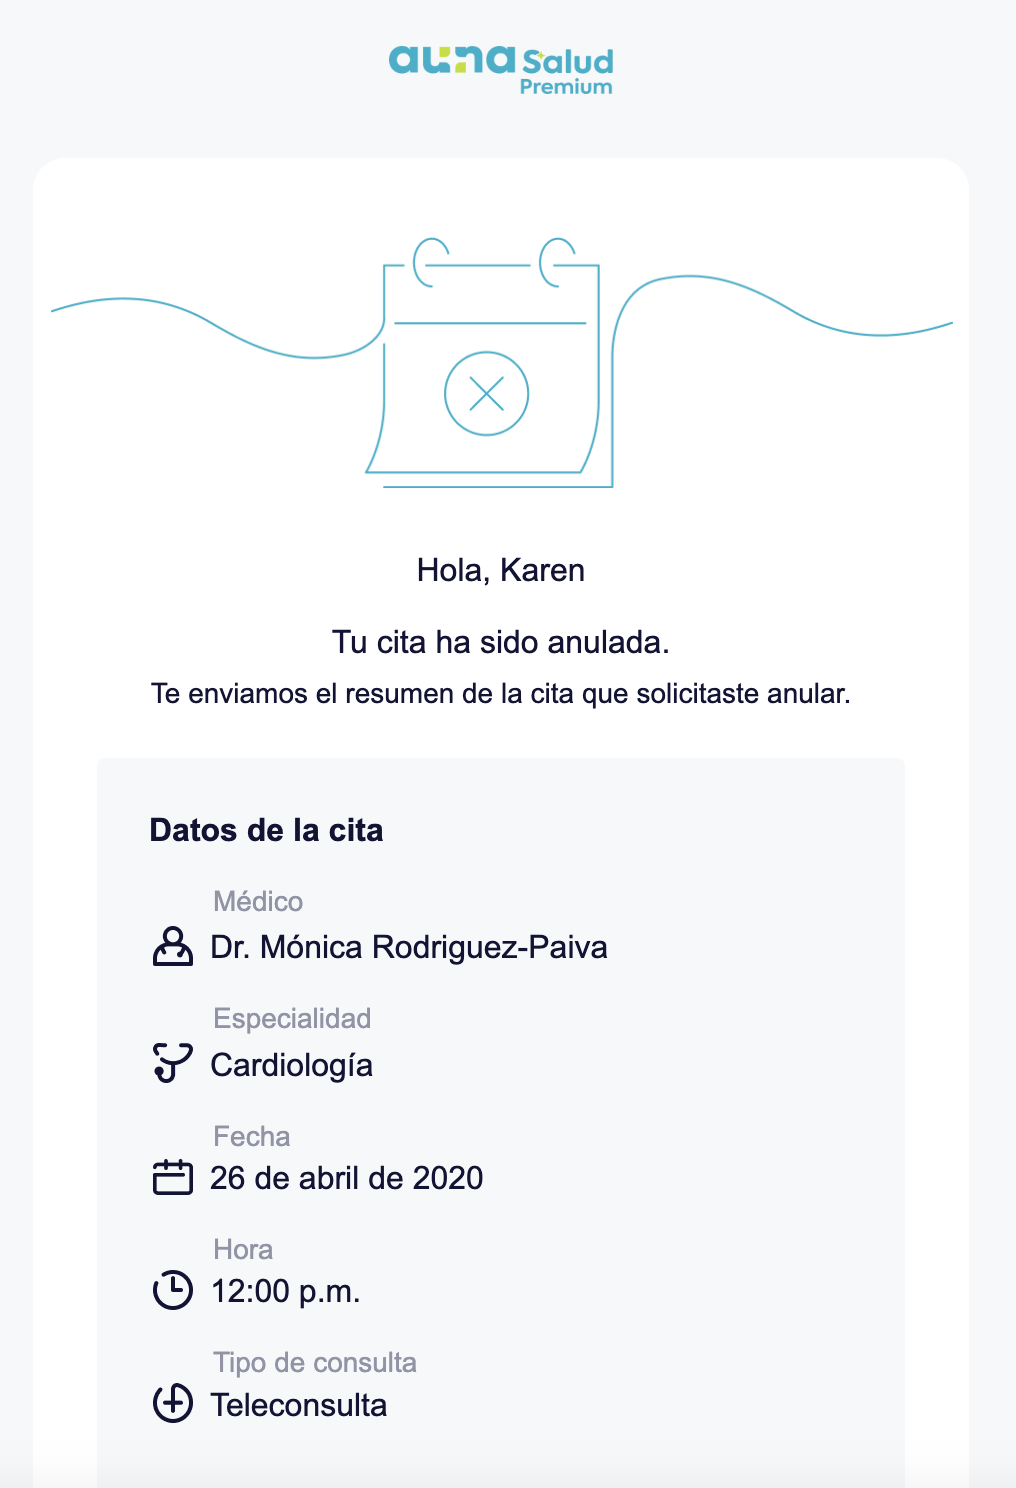 auna Salud
Premium
Hola, Karen
Tu cita ha sido anulada.
Te enviamos el resumen de la cita que solicitaste anular.
Datos de la cita
Médico
Dr. Mónica Rodriguez-Paiva
Especialidad
Cardiología
Fecha
26 de abril de 2020
Hora
12:00 p.m.
Tipo de consulta
Teleconsulta